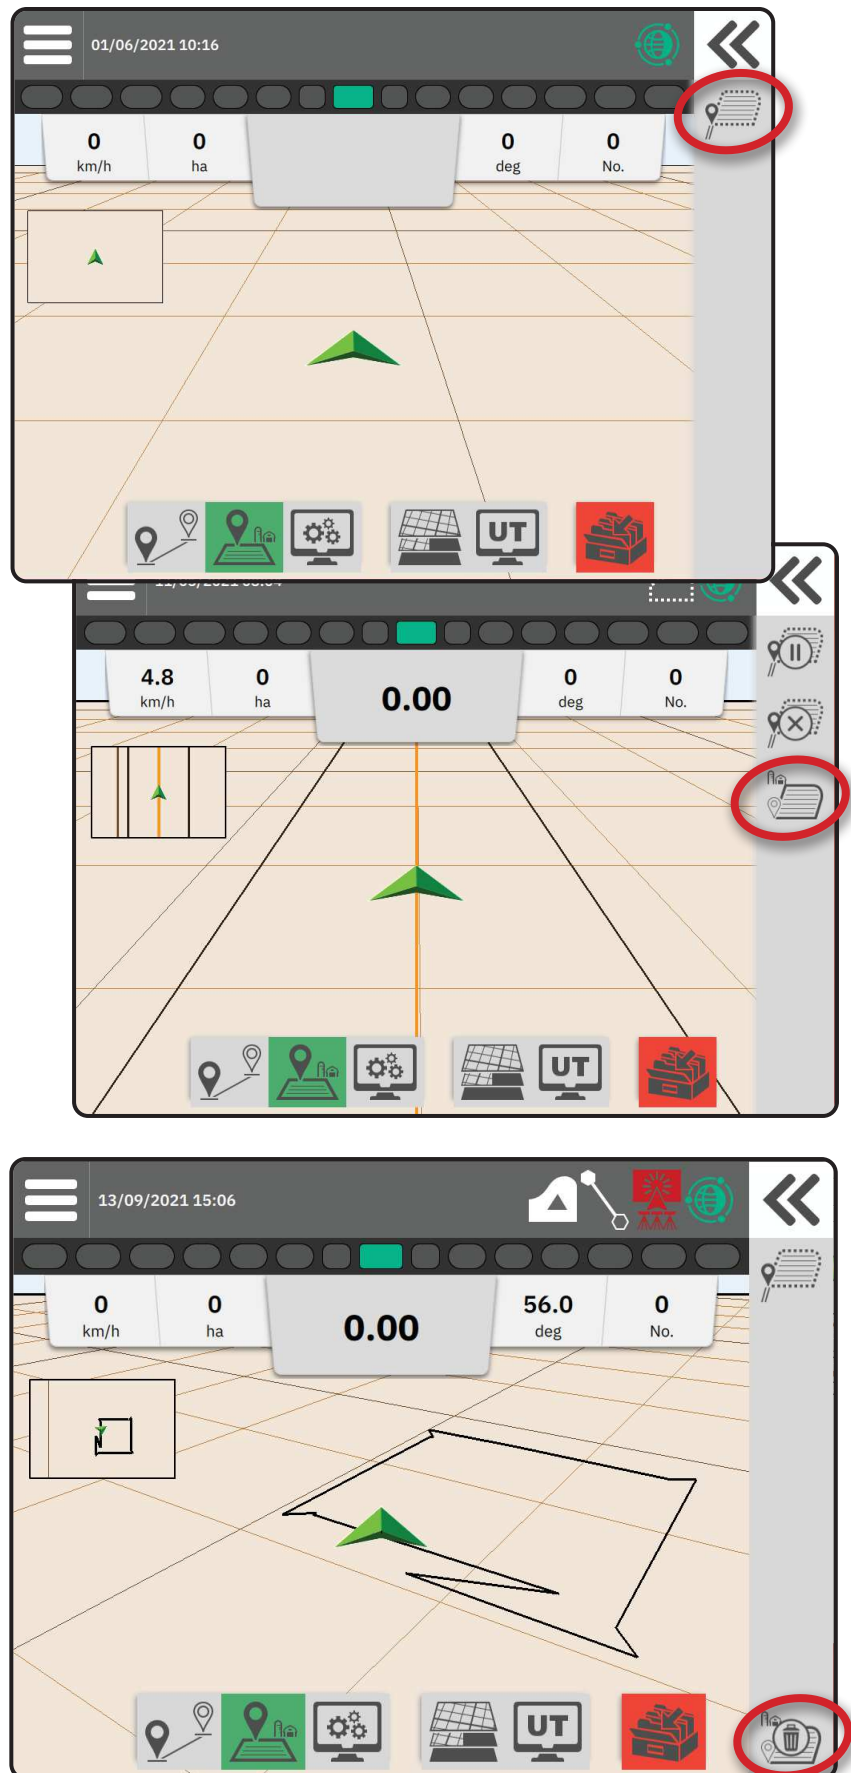 01/06/2021 10:16
0 0 0 0
km/h ha deg No.
UT
4.8 0 0.00 0 0
km/h ha deg No.
UT
13/09/2021 15:06
0 0 0.00 56.0 0
km/h ha deg No.
UT